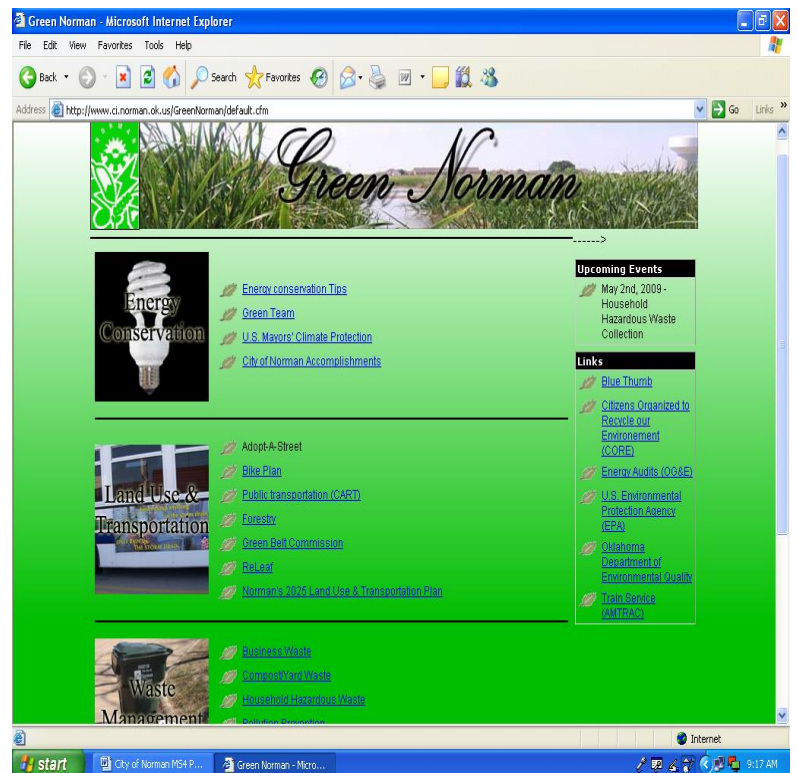 Green Norman - Microsoft Internet Explorer
File Edit View Favorites Tools Help
Back Search Favorites
Address http://www.ci.norman.ok.us/GreenNorman/default.cfm Go Links »
Green Norman
------>
Energy
Conservation
Energy conservation Tips
Green Team
U.S. Mayors' Climate Protection
City of Norman Accomplishments
Land Use &
Transportation
Adopt-A-Street
Bike Plan
Public transportation (CART)
Forestry
Green Belt Commission
ReLeaf
Norman's 2025 Land Use & Transportation Plan
Waste
Management
Business Waste
Compost/Yard Waste
Household Hazardous Waste
Pollution Prevention
Upcoming Events
May 2nd, 2009 -
Household
Hazardous Waste
Collection
Links
Blue Thumb
Citizens Organized to
Recycle our
Environement
(CORE)
Energy Audits (OG&E)
U.S. Environmental
Protection Agency
(EPA)
Oklahoma
Department of
Environmental Quality
Train Service
(AMTRAC)
Internet
start City of Norman MS4 P... Green Norman - Micro... 9:17 AM